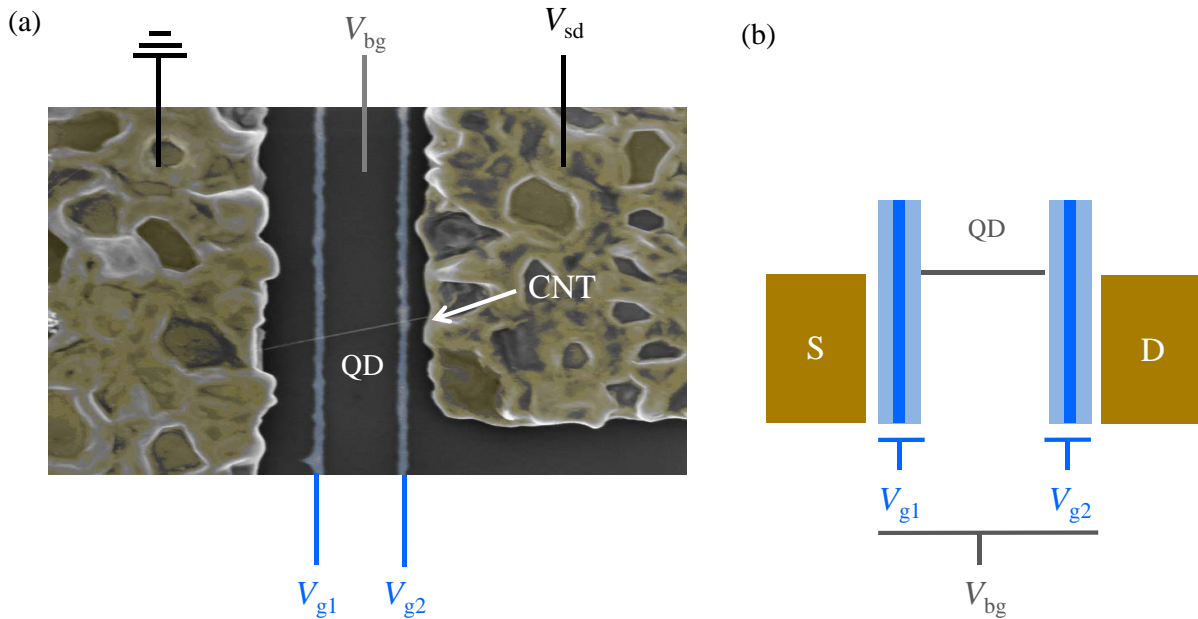 (a)
V_bg
V_sd
CNT
QD
V_g1
V_g2
(b)
QD
S
D
V_g1
V_g2
V_bg